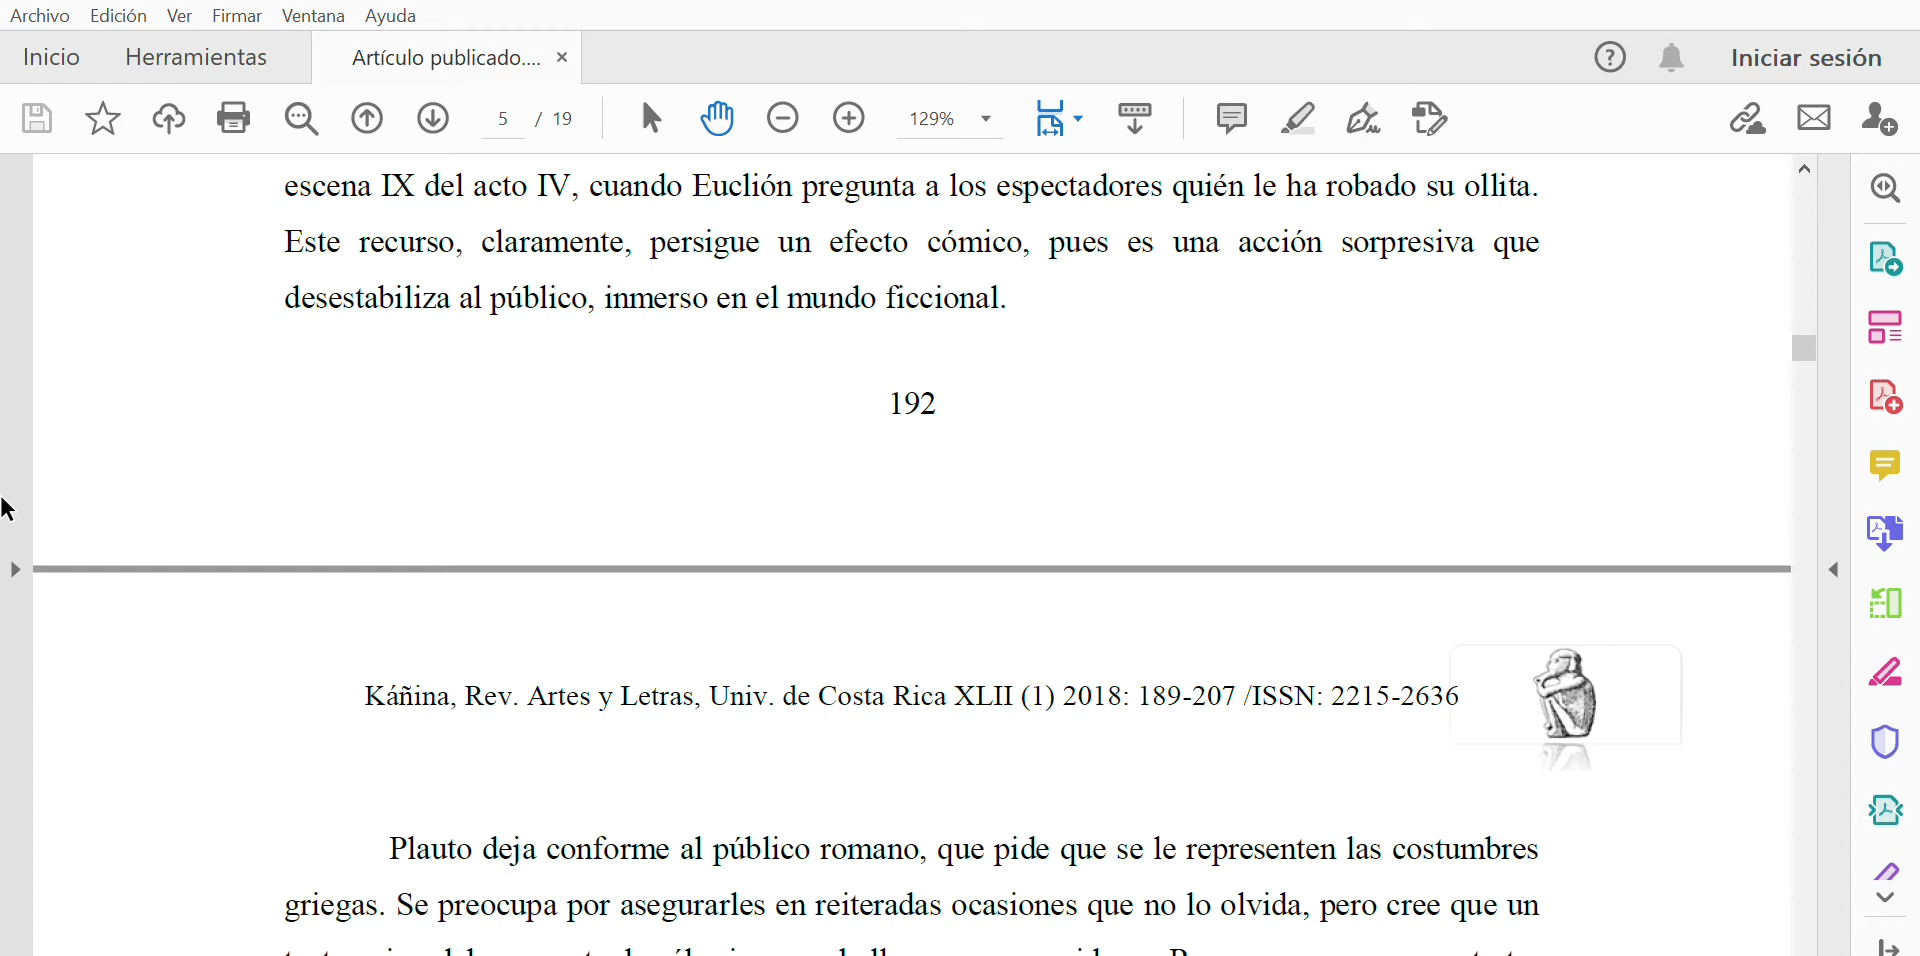 Archivo Edición Ver Firmar Ventana Ayuda
Inicio Herramientas Artículo publicado.... × Iniciar sesión
5 / 19 129%
escena IX del acto IV, cuando Euclión pregunta a los espectadores quién le ha robado su ollita.
Este recurso, claramente, persigue un efecto cómico, pues es una acción sorpresiva que
desestabiliza al público, inmerso en el mundo ficcional.
192
Káñina, Rev. Artes y Letras, Univ. de Costa Rica XLII (1) 2018: 189-207 /ISSN: 2215-2636
Plauto deja conforme al público romano, que pide que se le representen las costumbres
griegas. Se preocupa por asegurarles en reiteradas ocasiones que no lo olvida, pero cree que un